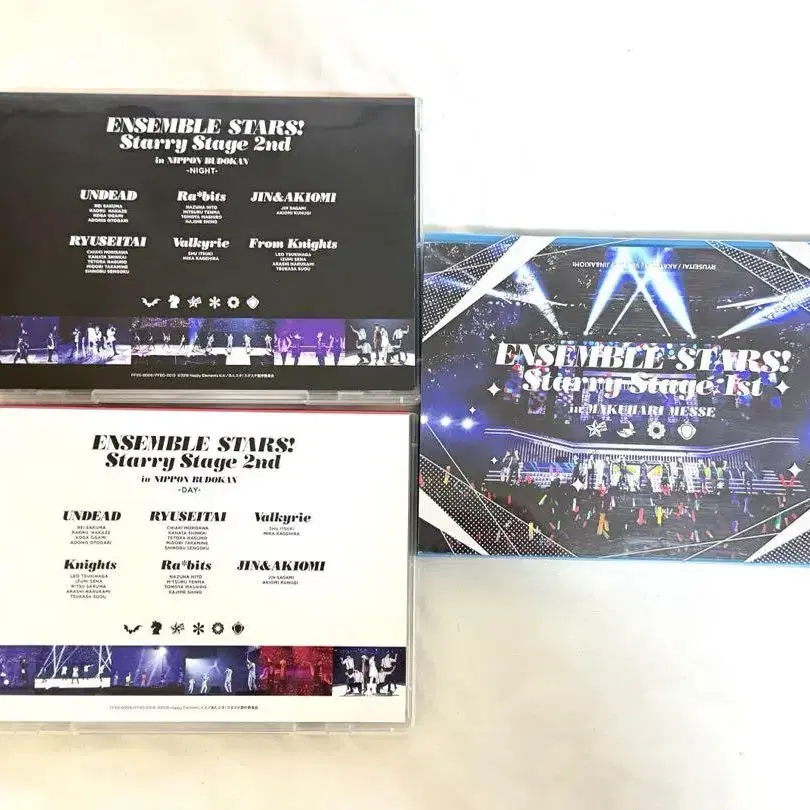 ENSEMBLE STARS!
Starry Stage 2nd
in NIPPON BUDOKAN
-NIGHT-
UNDEAD
REI SAKUMA
KAORU HAKAZE
KOGA OGAMI
ADONIS OTOGARI
Ra*bits
NAZUNA NITO
MITSURU TENMA
TOMOYA MASHIRO
HAJIME SHINO
JIN&AKIOMI
JIN SAGAMI
AKIOMI KUNUGI
RYUSEITAI
CHIAKI MORISAWA
KANATA SHINKAI
TETORA NAGUMO
MIDORI TAKAMINE
SHINOBU SENGOKU
Valkyrie
SHU ITSUKI
MIKA KAGEHIRA
From Knights
LEO TSUKINAGA
IZUMI SENA
ARASHI NARUKAMI
TSUKASA SUOU
ENSEMBLE STARS!
Starry Stage 2nd
in NIPPON BUDOKAN
-DAY-
UNDEAD
REI SAKUMA
KAORU HAKAZE
KOGA OGAMI
ADONIS OTOGARI
RYUSEITAI
CHIAKI MORISAWA
KANATA SHINKAI
TETORA NAGUMO
MIDORI TAKAMINE
SHINOBU SENGOKU
Valkyrie
SHU ITSUKI
MIKA KAGEHIRA
Knights
LEO TSUKINAGA
IZUMI SENA
RITSU SAKUMA
ARASHI NARUKAMI
TSUKASA SUOU
Ra*bits
NAZUNA NITO
MITSURU TENMA
TOMOYA MASHIRO
HAJIME SHINO
JIN&AKIOMI
JIN SAGAMI
AKIOMI KUNUGI
ENSEMBLE STARS!
Starry Stage 1st
in MAKUHARI MESSE